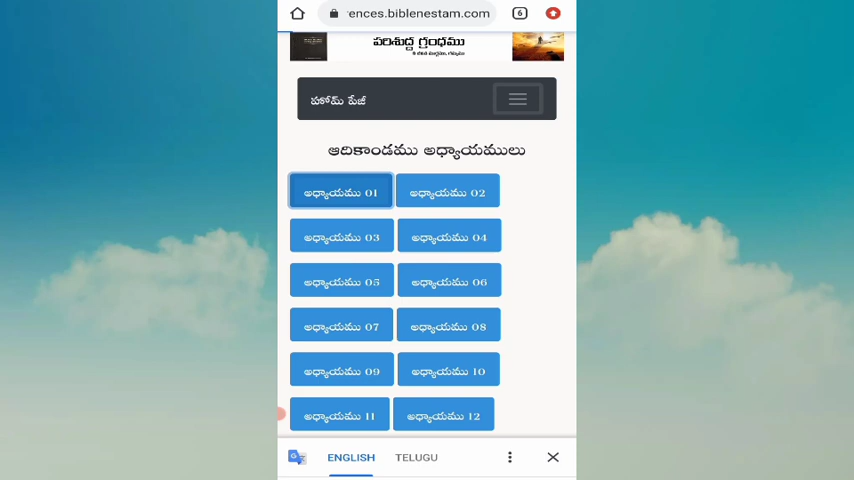 rences.biblenestam.com 6
పరిశుద్ధ గ్రంథము
హోమ్ పేజీ
ఆదికాండము అధ్యాయములు
అధ్యాయము 01 అధ్యాయము 02
అధ్యాయము 03 అధ్యాయము 04
అధ్యాయము 05 అధ్యాయము 06
అధ్యాయము 07 అధ్యాయము 08
అధ్యాయము 09 అధ్యాయము 10
అధ్యాయము 11 అధ్యాయము 12
ENGLISH TELUGU